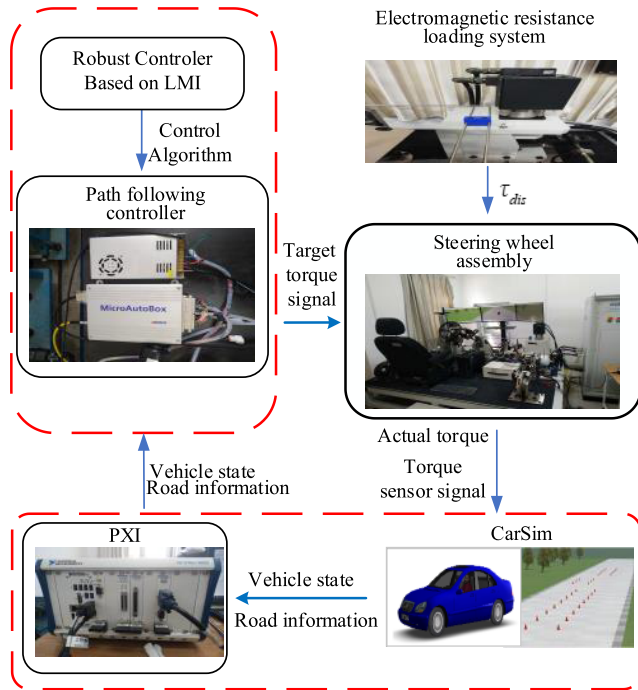 Robust Controler
Based on LMI
Control
Algorithm
Path following
controller
MicroAutoBox
Target
torque
signal
Electromagnetic resistance
loading system
τdis
Steering wheel
assembly
Actual torque
Torque
sensor signal
Vehicle state
Road information
PXI
Vehicle state
Road information
CarSim